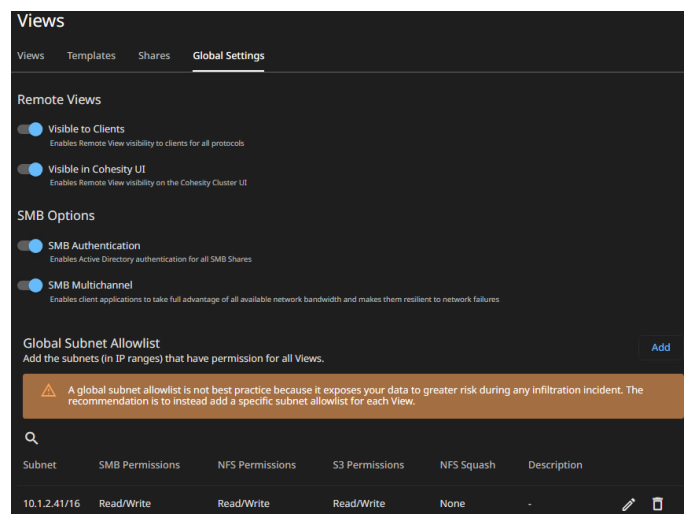 Views
Views Templates Shares Global Settings
Remote Views
Visible to Clients
Enables Remote View visibility to clients for all protocols
Visible in Cohesity UI
Enables Remote View visibility on the Cohesity Cluster UI
SMB Options
SMB Authentication
Enables Active Directory authentication for all SMB Shares
SMB Multichannel
Enables client applications to take full advantage of all available network bandwidth and makes them resilient to network failures
Global Subnet Allowlist
Add
Add the subnets (in IP ranges) that have permission for all Views.
A global subnet allowlist is not best practice because it exposes your data to greater risk during any infiltration incident. The
recommendation is to instead add a specific subnet allowlist for each View.
Subnet SMB Permissions NFS Permissions S3 Permissions NFS Squash Description
10.1.2.41/16 Read/Write Read/Write Read/Write None -